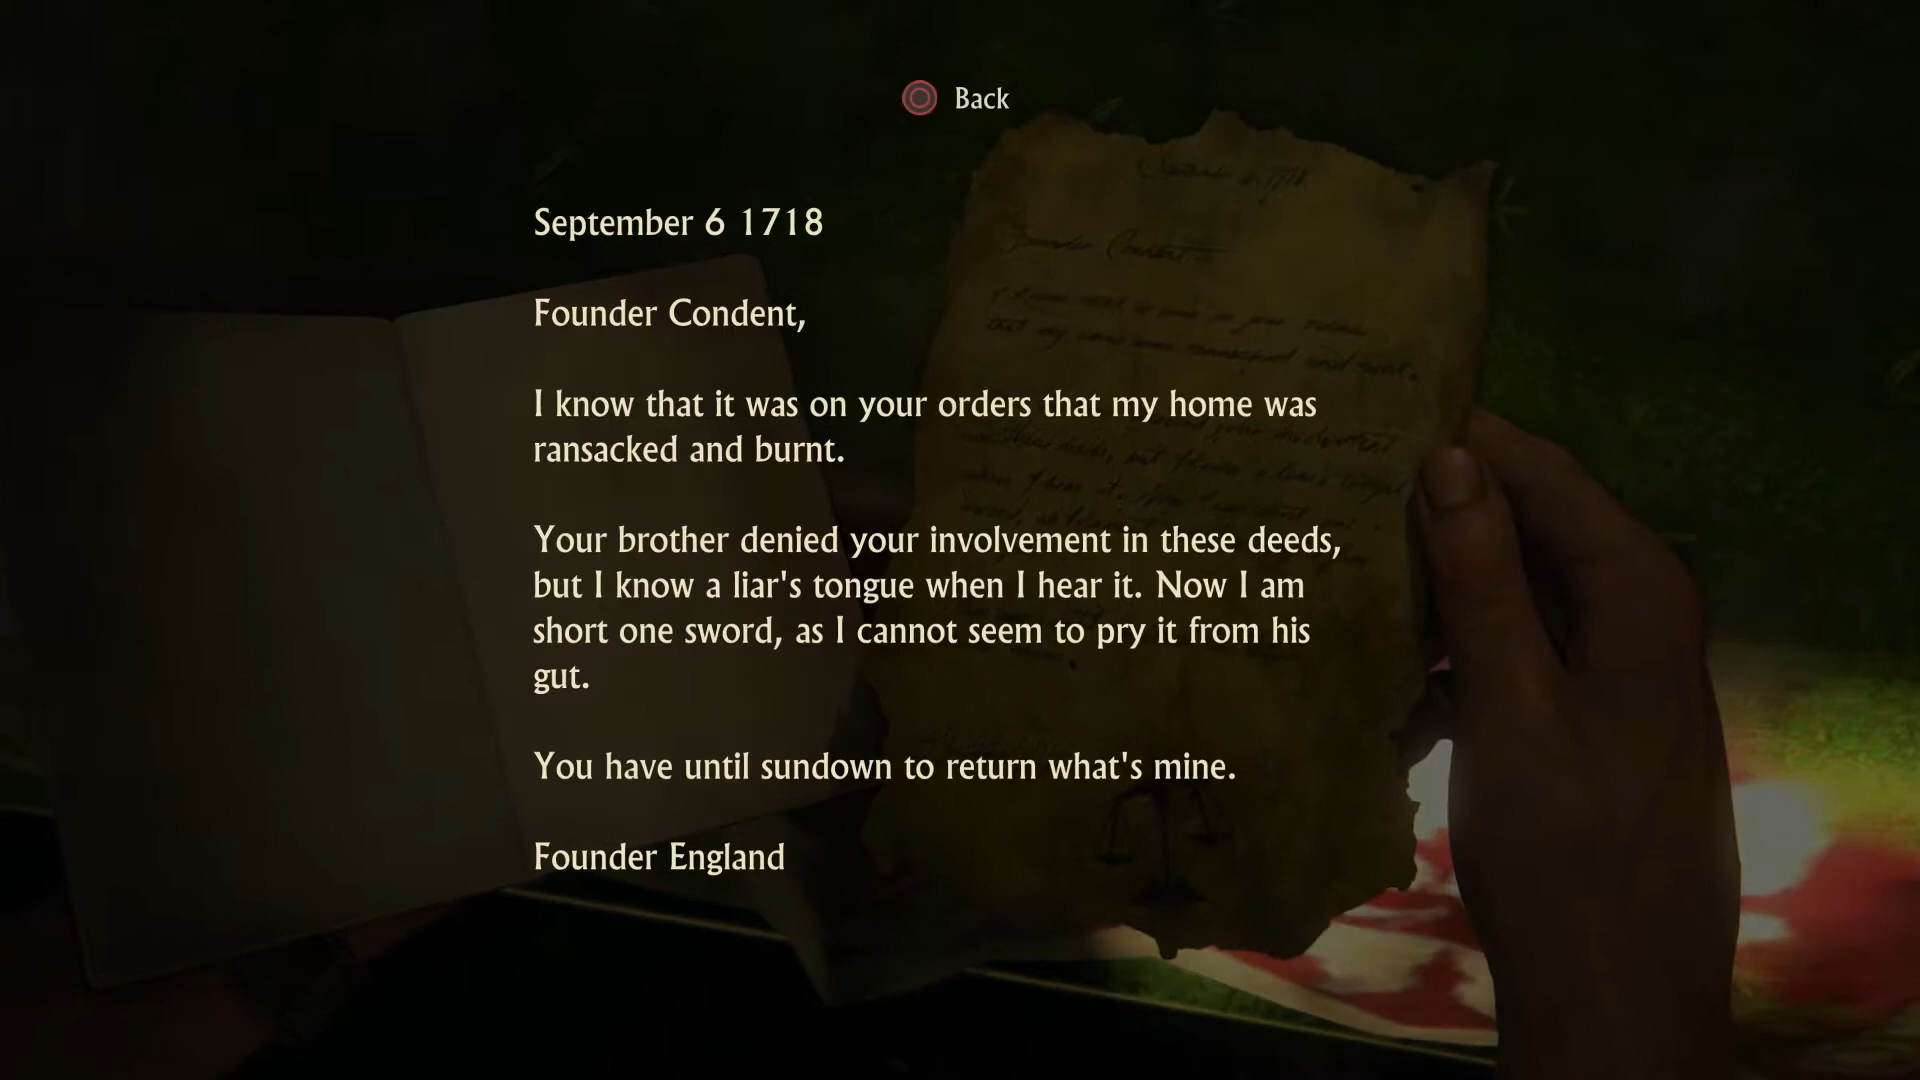 Back
September 6 1718
Founder Condent,
I know that it was on your orders that my home was
ransacked and burnt.
Your brother denied your involvement in these deeds,
but I know a liar's tongue when I hear it. Now I am
short one sword, as I cannot seem to pry it from his
gut.
You have until sundown to return what's mine.
Founder England